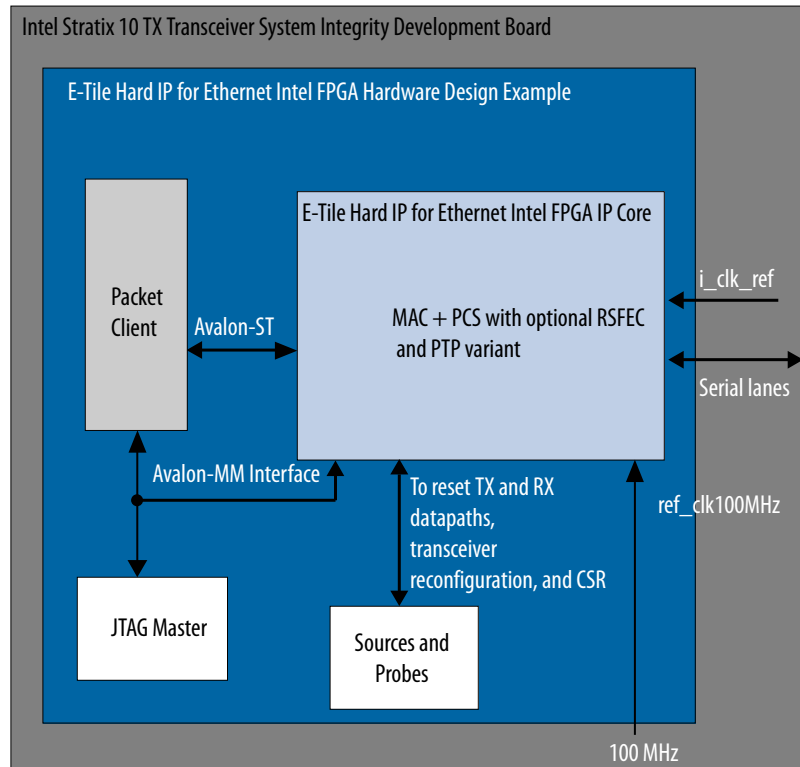 Intel Stratix 10 TX Transceiver System Integrity Development Board
E-Tile Hard IP for Ethernet Intel FPGA Hardware Design Example
E-Tile Hard IP for Ethernet Intel FPGA IP Core
Packet
Client
Avalon-ST
MAC + PCS with optional RSFEC
and PTP variant
i_clk_ref
Serial lanes
Avalon-MM Interface
To reset TX and RX
datapaths,
transceiver
reconfiguration, and CSR
ref_clk100MHz
JTAG Master
Sources and
Probes
100 MHz